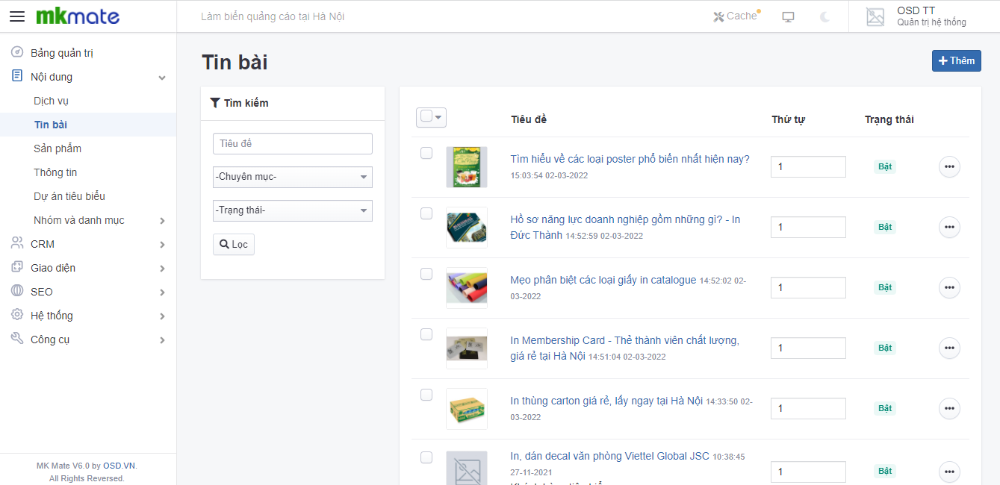 mkmate
Làm biển quảng cáo tại Hà Nội
Cache
OSD TT
Quản trị hệ thống
Bảng quản trị
Nội dung
Dịch vụ
Tin bài
Sản phẩm
Thông tin
Dự án tiêu biểu
Nhóm và danh mục
CRM
Giao diện
SEO
Hệ thống
Công cụ
MK Mate V6.0 by OSD.VN.
All Rights Reversed.
Tin bài
Thêm
Tìm kiếm
Tiêu đề
-Chuyên mục-
-Trạng thái-
Lọc
Tiêu đề Thứ tự Trạng thái
Tìm hiểu về các loại poster phổ biến nhất hiện nay?
15:03:54 02-03-2022
1 Bật
Hồ sơ năng lực doanh nghiệp gồm những gì? - In
Đức Thành 14:52:59 02-03-2022
1 Bật
Mẹo phân biệt các loại giấy in catalogue 14:52:02 02-
03-2022
1 Bật
In Membership Card - Thẻ thành viên chất lượng,
giá rẻ tại Hà Nội 14:51:04 02-03-2022
1 Bật
In thùng carton giá rẻ, lấy ngay tại Hà Nội 14:33:50 02-
03-2022
1 Bật
In, dán decal văn phòng Viettel Global JSC 10:38:45
27-11-2021
1 Bật